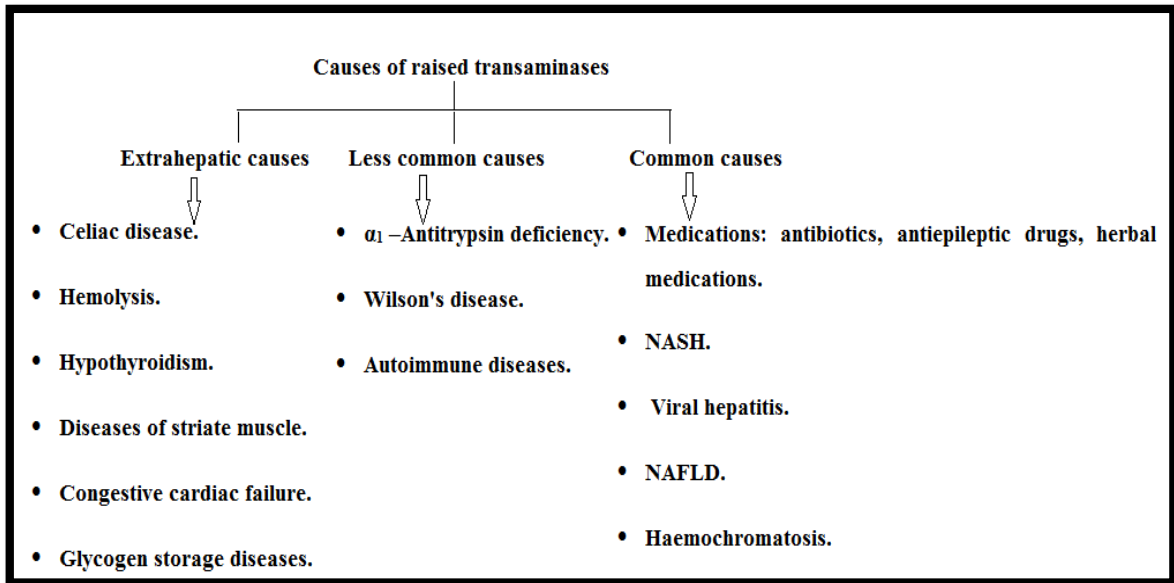 Causes of raised transaminases
Extrahepatic causes
• Celiac disease.
• Hemolysis.
• Hypothyroidism.
• Diseases of striate muscle.
• Congestive cardiac failure.
• Glycogen storage diseases.
Less common causes
• α₁ –Antitrypsin deficiency.
• Wilson's disease.
• Autoimmune diseases.
Common causes
• Medications: antibiotics, antiepileptic drugs, herbal
medications.
• NASH.
• Viral hepatitis.
• NAFLD.
• Haemochromatosis.